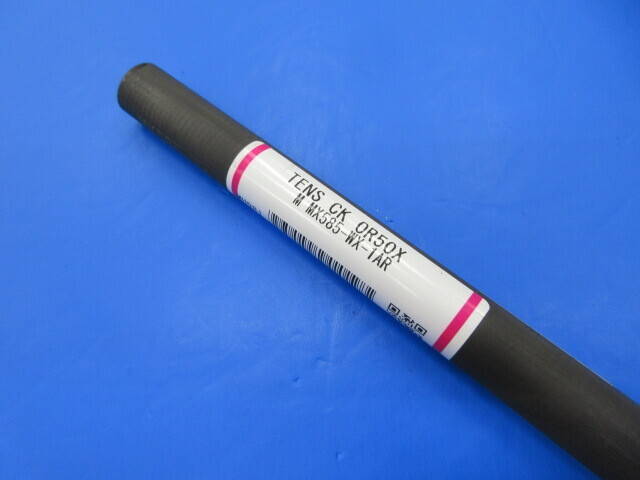 TENS CK OR50X
M MX585-WX-1AR